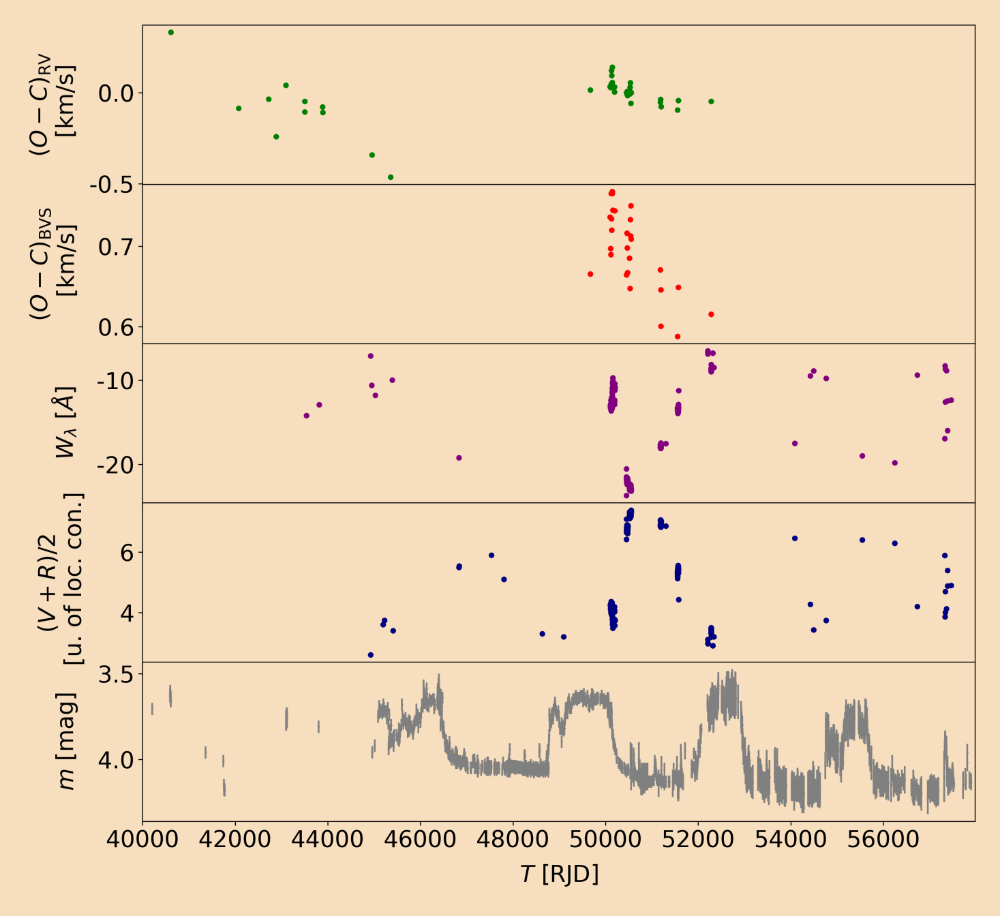 (O − C)RV
[km/s]
0.0
-0.5
(O − C)BVS
[km/s]
0.7
0.6
Wλ [Å]
-10
-20
(V + R)/2
[u. of loc. con.]
6
4
m [mag]
3.5
4.0
40000 42000 44000 46000 48000 50000 52000 54000 56000
T [RJD]